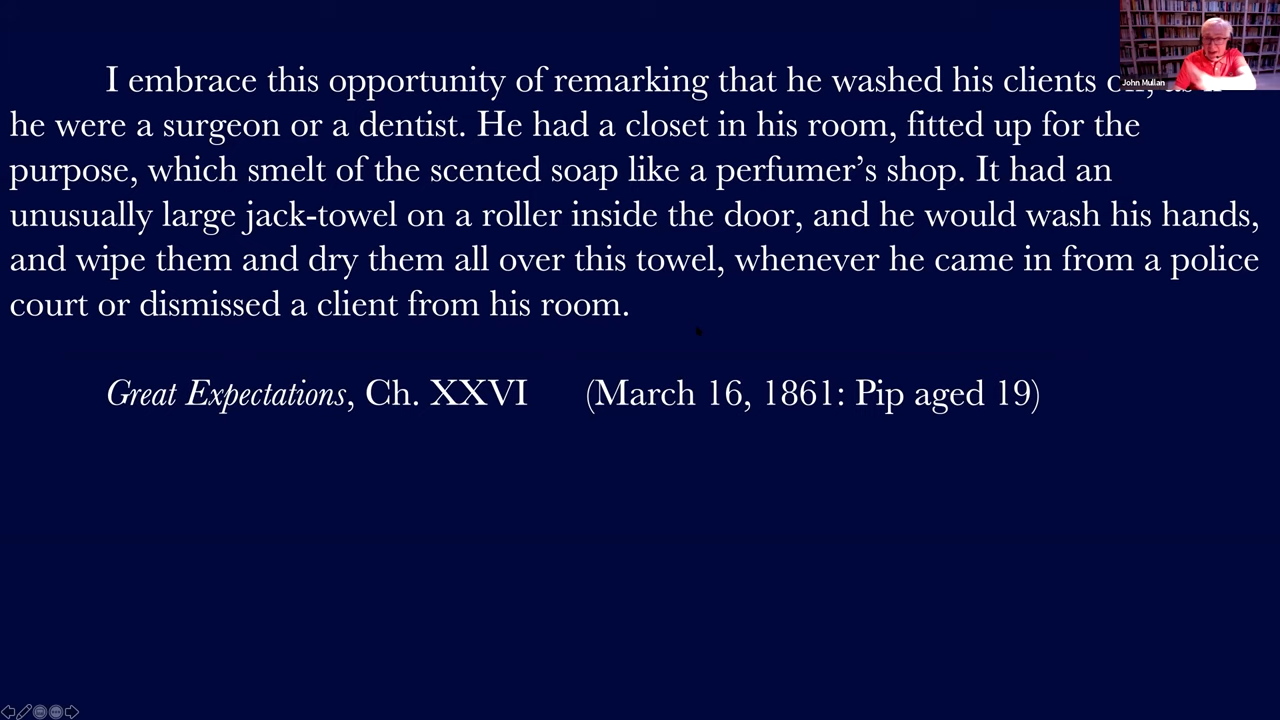 I embrace this opportunity of remarking that he washed his clients
he were a surgeon or a dentist. He had a closet in his room, fitted up for the
purpose, which smelt of the scented soap like a perfumer’s shop. It had an
unusually large jack-towel on a roller inside the door, and he would wash his hands,
and wipe them and dry them all over this towel, whenever he came in from a police
court or dismissed a client from his room.
Great Expectations, Ch. XXVI (March 16, 1861: Pip aged 19)
John Mullan